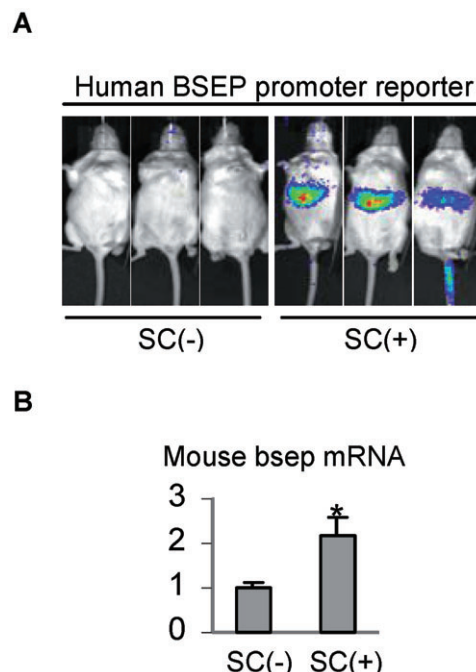 A
Human BSEP promoter reporter
SC(-) SC(+)
B
Mouse bsep mRNA
3
2
1
0
*
SC(-) SC(+)